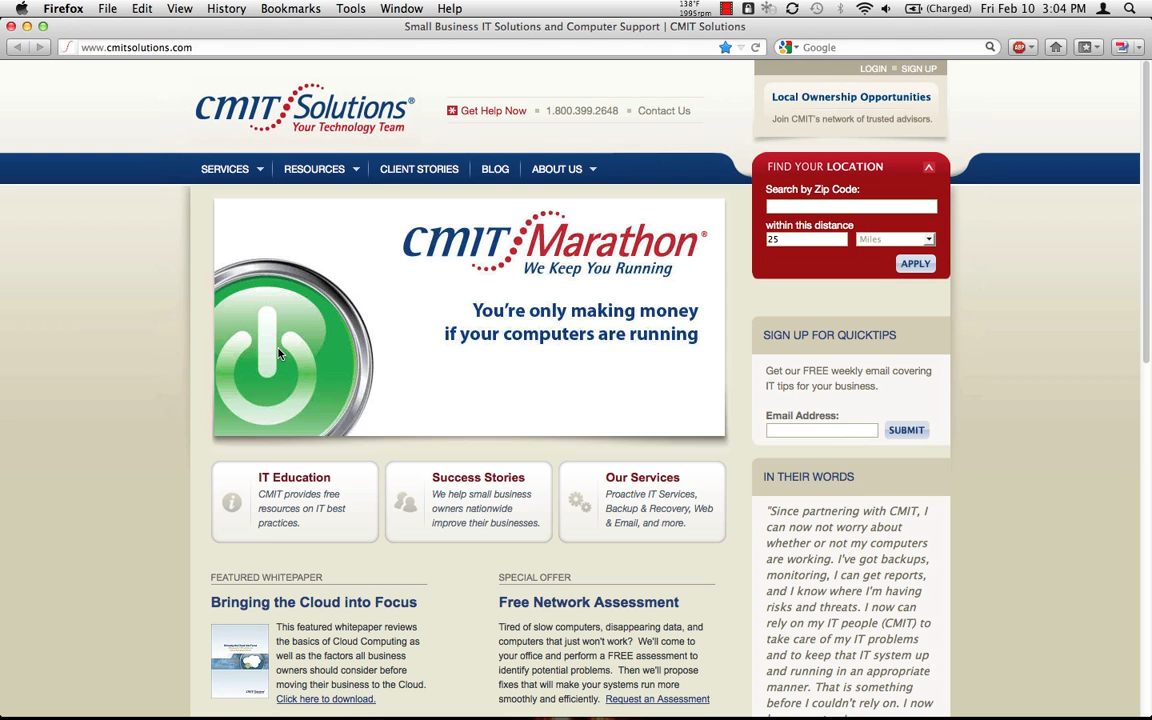 Firefox File Edit View History Bookmarks Tools Window Help
138°F
1995rpm
(Charged) Fri Feb 10 3:04 PM
Small Business IT Solutions and Computer Support | CMIT Solutions
www.cmitsolutions.com
Google
ABP
LOGIN SIGN UP
CMIT Solutions®
Your Technology Team
Get Help Now 1.800.399.2648 Contact Us
Local Ownership Opportunities
Join CMIT's network of trusted advisors.
SERVICES RESOURCES CLIENT STORIES BLOG ABOUT US
FIND YOUR LOCATION
Search by Zip Code:
within this distance
25 Miles
APPLY
CMIT Marathon®
We Keep You Running
You're only making money
if your computers are running
SIGN UP FOR QUICKTIPS
Get our FREE weekly email covering
IT tips for your business.
Email Address:
SUBMIT
IT Education
CMIT provides free
resources on IT best
practices.
Success Stories
We help small business
owners nationwide
improve their businesses.
Our Services
Proactive IT Services,
Backup & Recovery, Web
& Email, and more.
IN THEIR WORDS
"Since partnering with CMIT, I
can now not worry about
whether or not my computers
are working. I've got backups,
monitoring, I can get reports,
and I know where I'm having
risks and threats. I now can
rely on my IT people (CMIT) to
take care of my IT problems
and to keep that IT system up
and running in an appropriate
manner. That is something
before I couldn't rely on. I now
FEATURED WHITEPAPER
Bringing the Cloud into Focus
This featured whitepaper reviews
the basics of Cloud Computing as
well as the factors all business
owners should consider before
moving their business to the Cloud.
Click here to download.
SPECIAL OFFER
Free Network Assessment
Tired of slow computers, disappearing data, and
computers that just won't work? We'll come to
your office and perform a FREE assessment to
identify potential problems. Then we'll propose
fixes that will make your systems run more
smoothly and efficiently. Request an Assessment